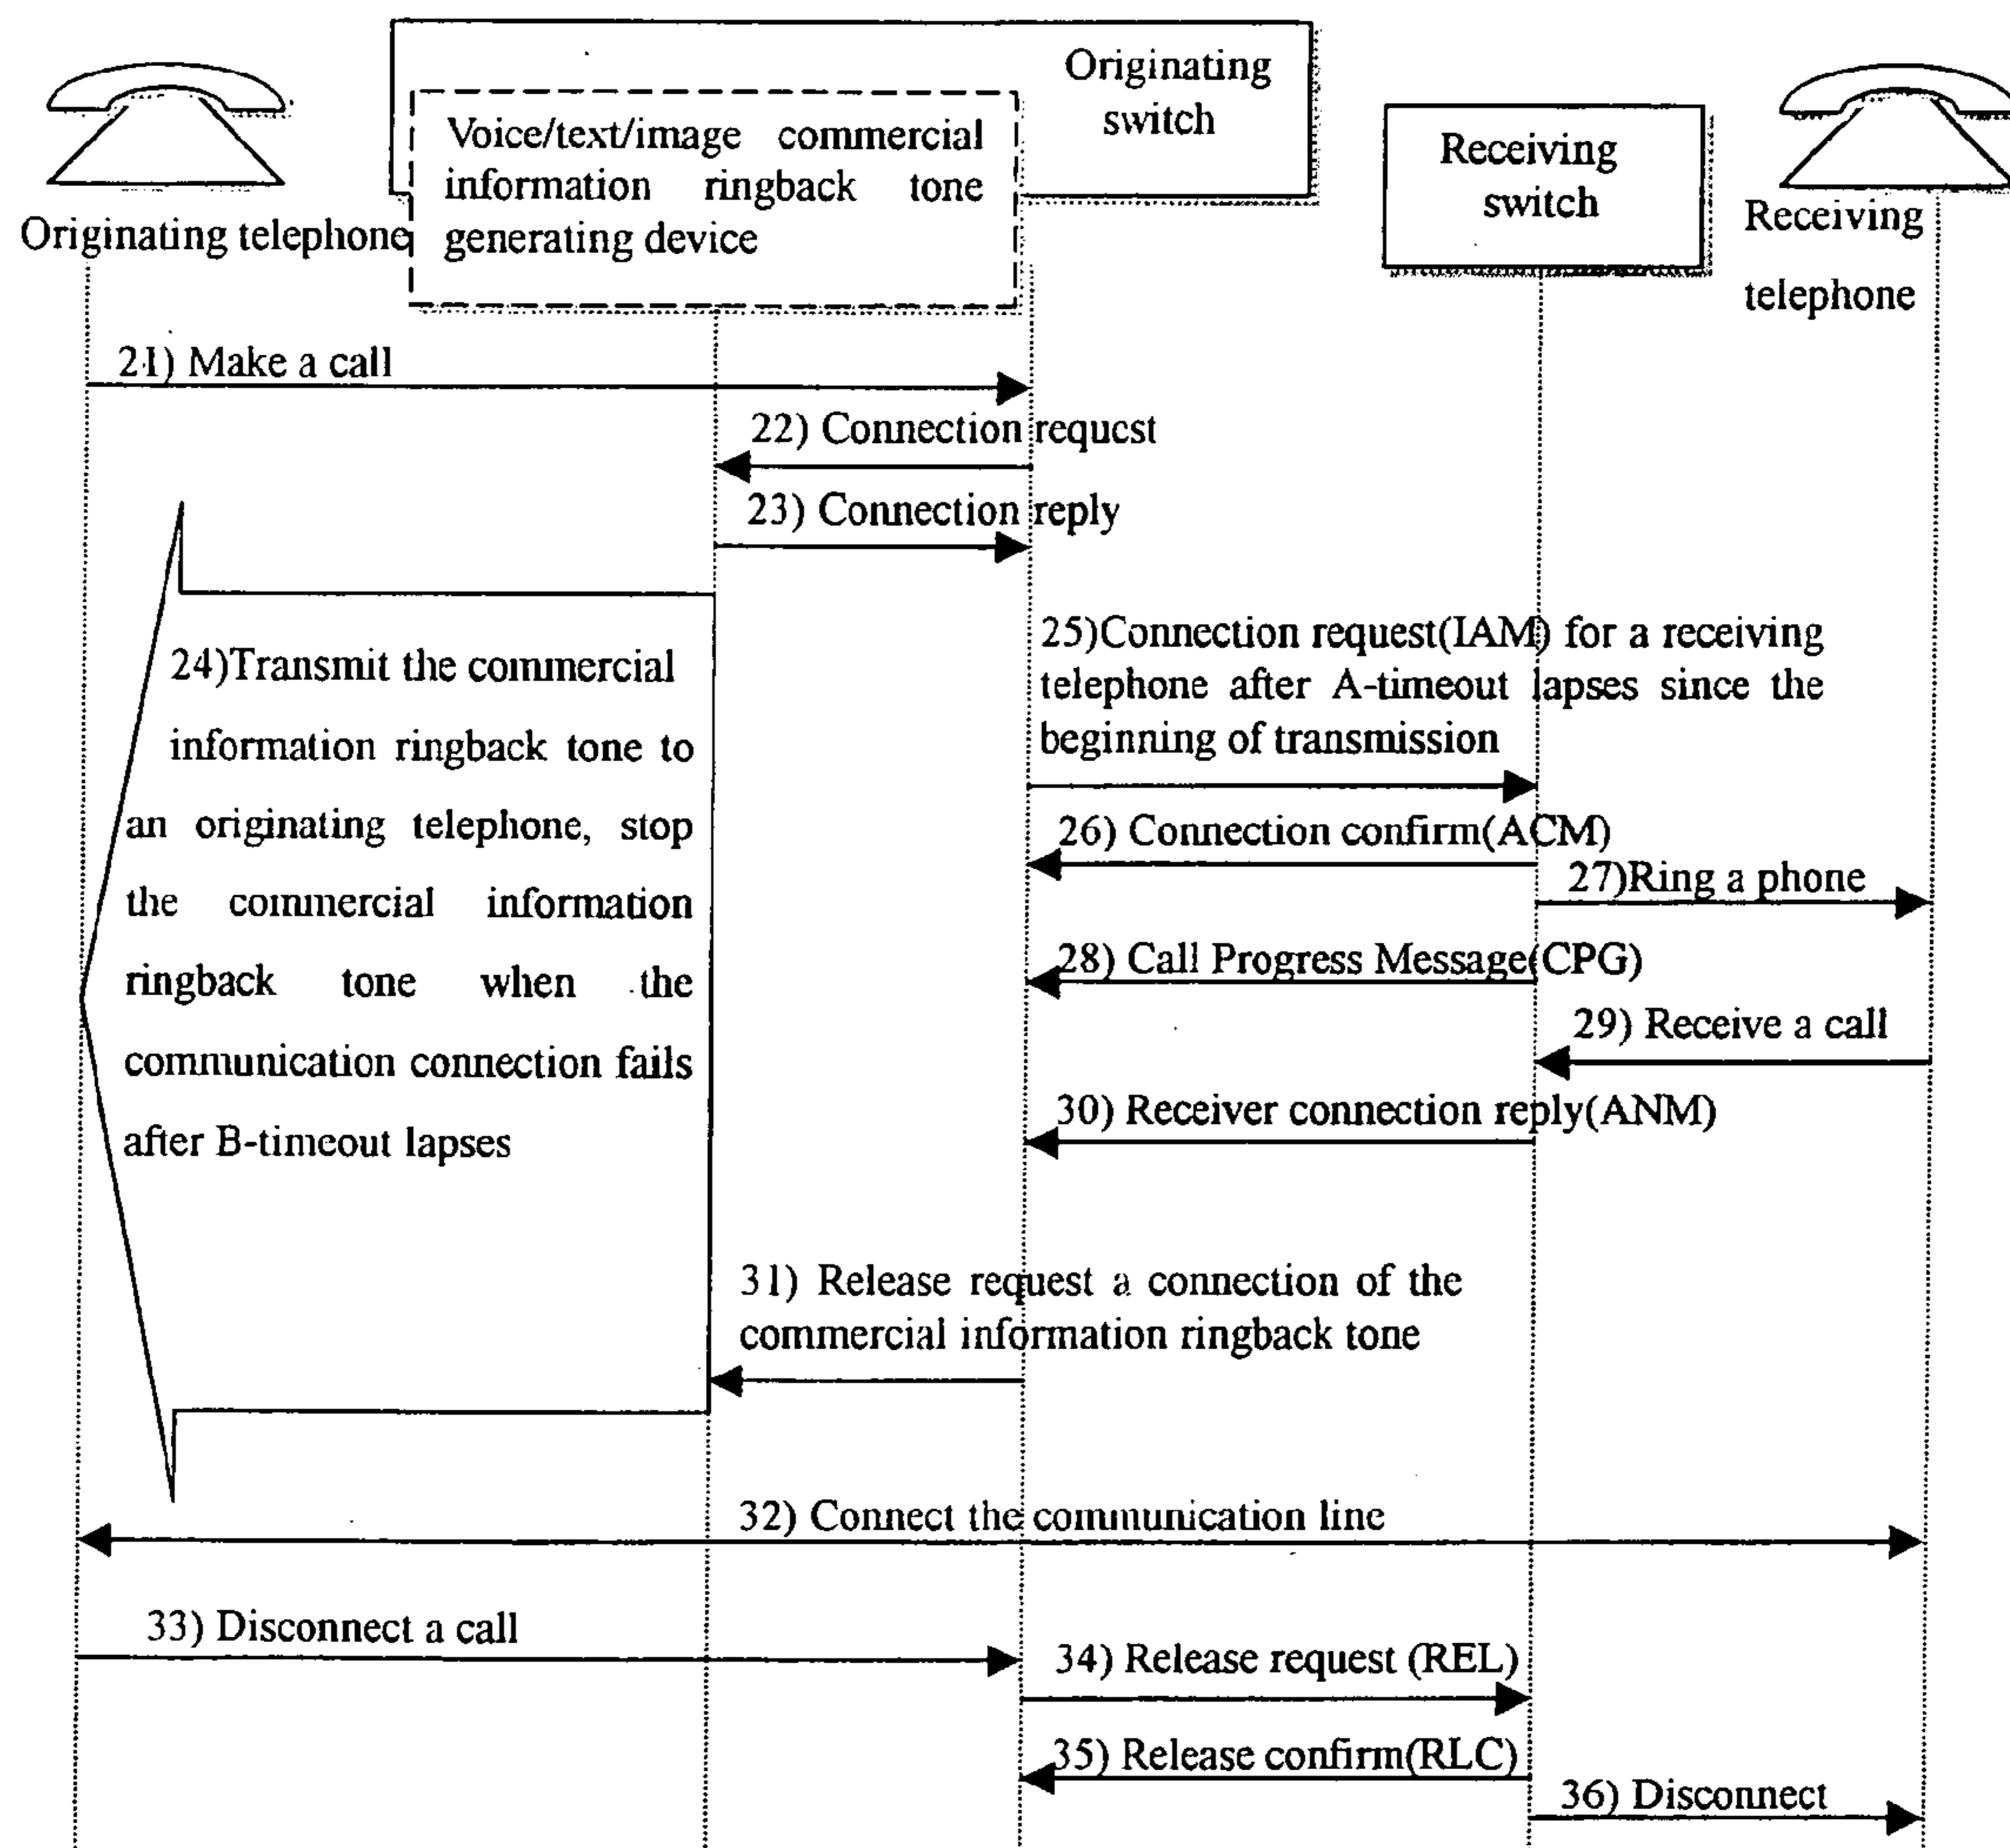 Originating
switch
Voice/text/image commercial
information ringback tone
generating device
Receiving
switch
Originating telephone
Receiving
telephone
21) Make a call
22) Connection request
23) Connection reply
24)Transmit the commercial
information ringback tone to
an originating telephone, stop
the commercial information
ringback tone when the
communication connection fails
after B-timeout lapses
25)Connection request(IAM) for a receiving
telephone after A-timeout lapses since the
beginning of transmission
26) Connection confirm(ACM)
27)Ring a phone
28) Call Progress Message(CPG)
29) Receive a call
30) Receiver connection reply(ANM)
31) Release request a connection of the
commercial information ringback tone
32) Connect the communication line
33) Disconnect a call
34) Release request (REL)
35) Release confirm(RLC)
36) Disconnect